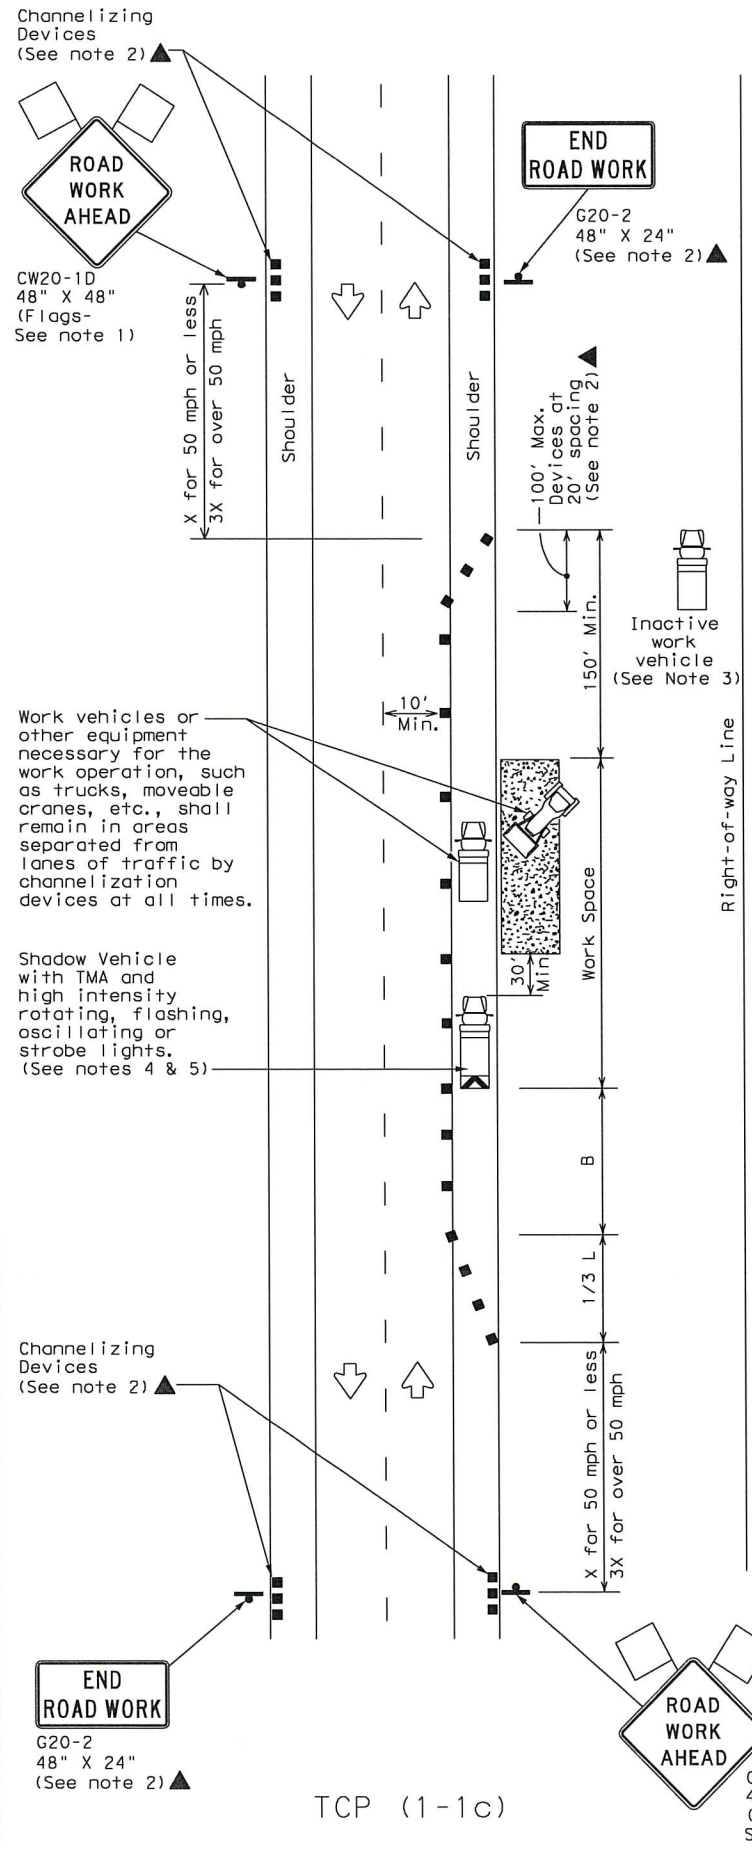 Channelizing
Devices
(See note 2)
ROAD
WORK
AHEAD
CW20-1D
48" X 48"
(Flags-
See note 1)
END
ROAD WORK
G20-2
48" X 24"
(See note 2)
X for 50 mph or less
3X for over 50 mph
Shoulder
Shoulder
100' Max.
Devices at
20' spacing
(See note 2)
150' Min.
Inactive
work
vehicle
(See Note 3)
10'
Min.
Right-of-way Line
Work vehicles or
other equipment
necessary for the
work operation, such
as trucks, moveable
cranes, etc., shall
remain in areas
separated from
lanes of traffic by
channelization
devices at all times.
Work Space
30'
Min
Shadow Vehicle
with TMA and
high intensity
rotating, flashing,
oscillating or
strobe lights.
(See notes 4 & 5)
B
1/3 L
Channelizing
Devices
(See note 2)
X for 50 mph or less
3X for over 50 mph
END
ROAD WORK
G20-2
48" X 24"
(See note 2)
ROAD
WORK
AHEAD
TCP (1-1c)